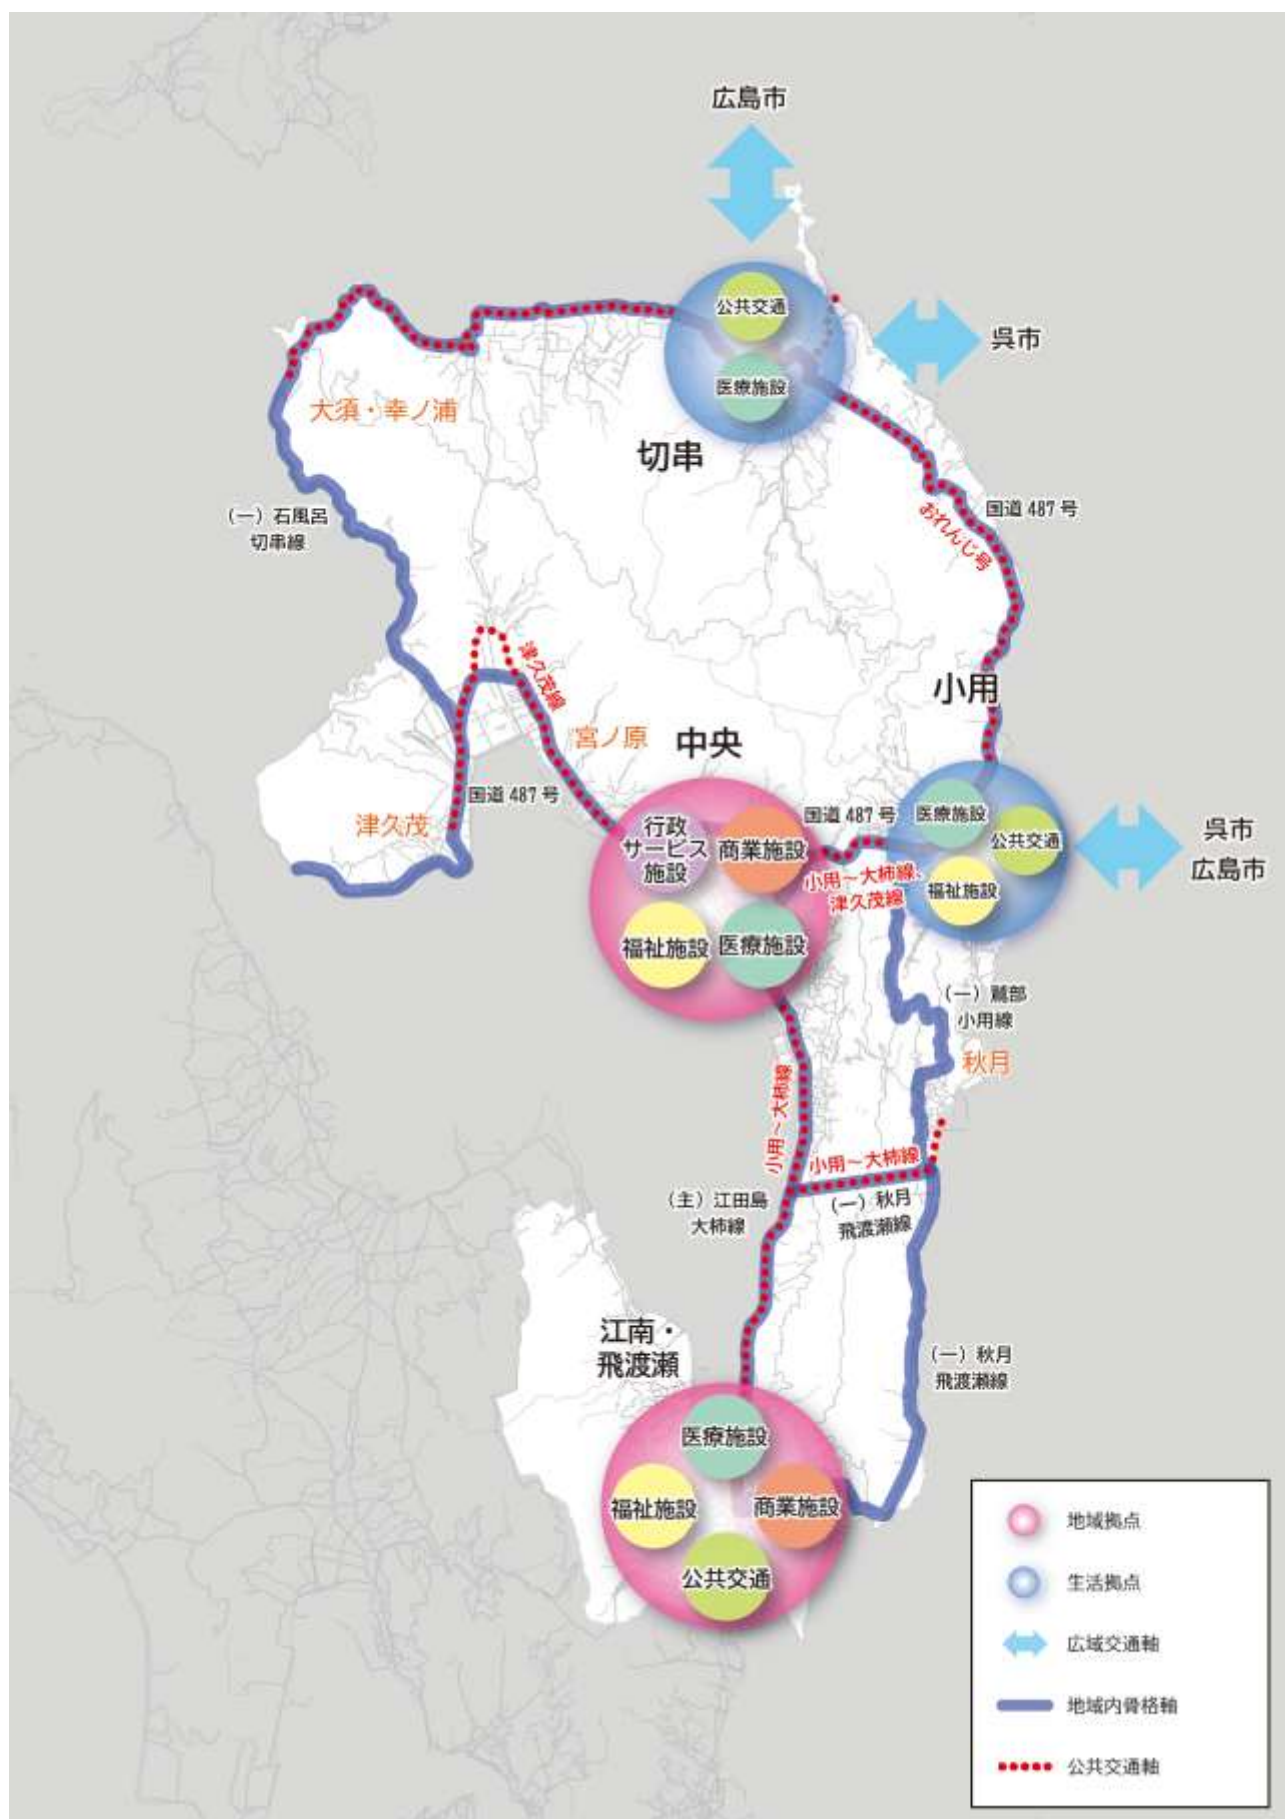 広島市
公共交通
呉市
医療施設
大須・幸ノ浦
切串
(一)石風呂
切串線
国道 487 号
おれんじ号
津久茂線
小用
宮ノ原
中央
国道 487 号
津久茂
行政
サービス
施設
商業施設
国道 487 号
医療施設
公共交通
呉市
広島市
小用~大柿線、
津久茂線
福祉施設
福祉施設
医療施設
(一)鷲部
小用線
秋月
小用~大柿線
小用~大柿線
(主)江田島
大柿線
(一)秋月
飛渡瀬線
江南・
飛渡瀬
(一)秋月
飛渡瀬線
医療施設
福祉施設
商業施設
公共交通
地域拠点
生活拠点
広域交通軸
地域内骨格軸
公共交通軸